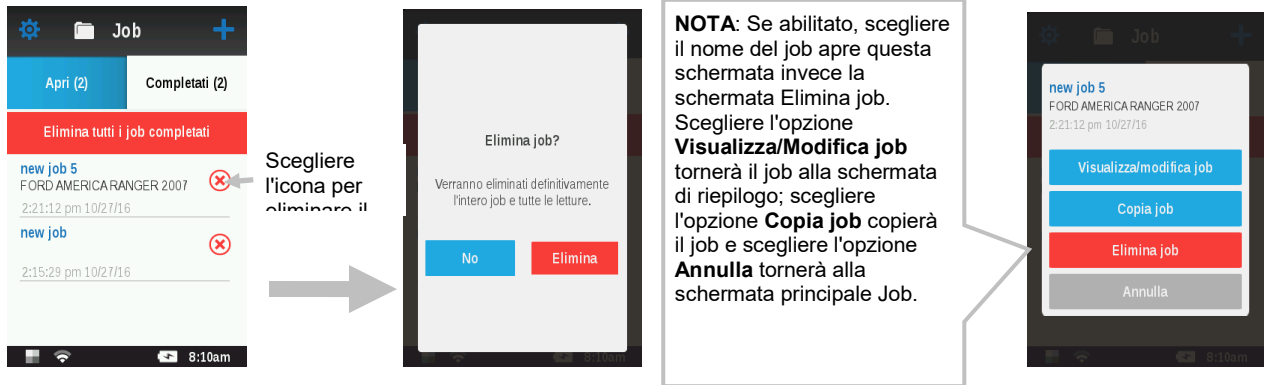 Job
Apri (2)
Completati (2)
Elimina tutti i job completati
new job 5
FORD AMERICA RANGER 2007
2:21:12 pm 10/27/16
new job
2:15:29 pm 10/27/16
8:10am
Scegliere
l'icona per
eliminare il
Elimina job?
Verranno eliminati definitivamente
l'intero job e tutte le letture.
No
Elimina
8:10am
NOTA: Se abilitato, scegliere
il nome del job apre questa
schermata invece la
schermata Elimina job.
Scegliere l'opzione
Visualizza/Modifica job
tornerà il job alla schermata
di riepilogo; scegliere
l'opzione Copia job copierà
il job e scegliere l'opzione
Annulla tornerà alla
schermata principale Job.
Job
new job 5
FORD AMERICA RANGER 2007
2:21:12 pm 10/27/16
Visualizza/modifica job
Copia job
Elimina job
Annulla
8:10am